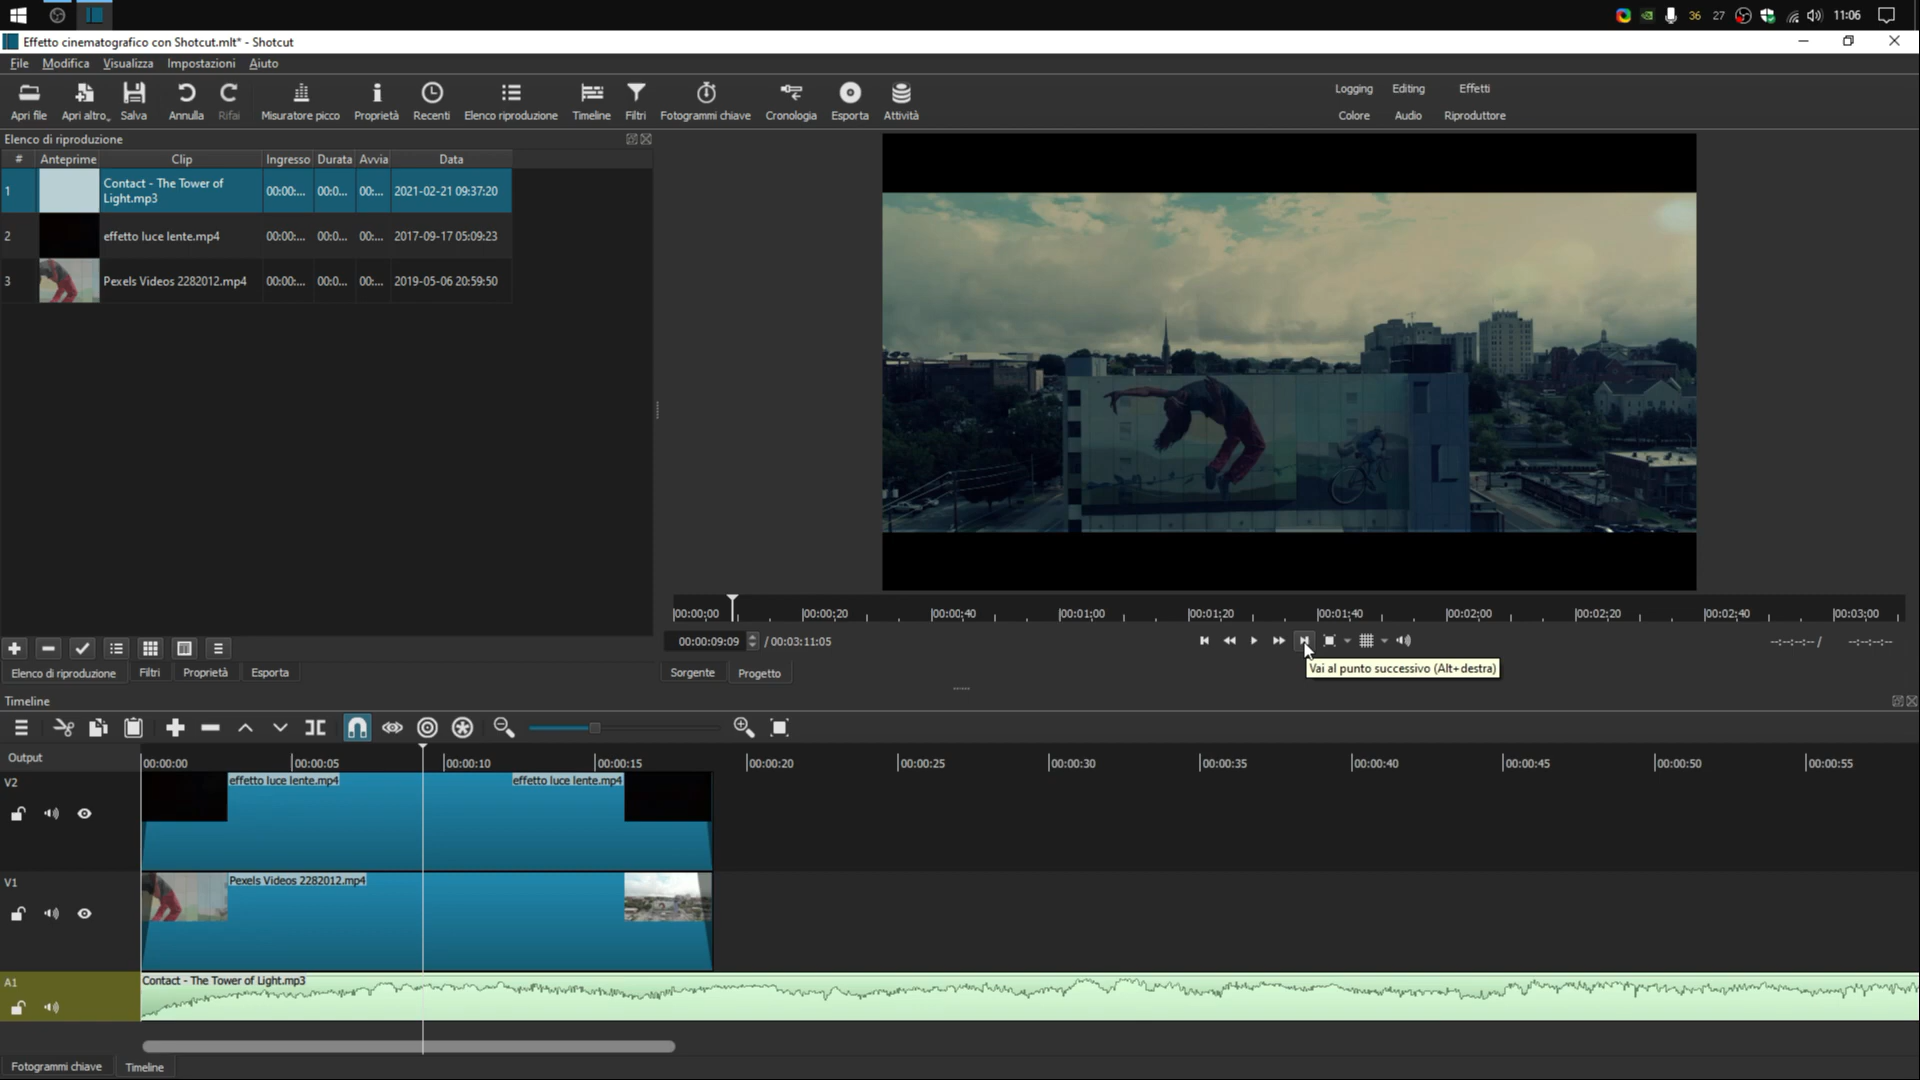 36 27 11:06
Effetto cinematografico con Shotcut.mlt* - Shotcut
File Modifica Visualizza Impostazioni Aiuto
Apri file Apri altro.. Salva Annulla Rifai Misuratore picco Proprietà Recenti Elenco riproduzione Timeline Filtri Fotogrammi chiave Cronologia Esporta Attività
Logging Editing Effetti
Colore Audio Riproduttore
Elenco di riproduzione
# Anteprime Clip Ingresso Durata Avvia Data
1 Contact - The Tower of Light.mp3 00:00:... 00:0... 00:... 2021-02-21 09:37:20
2 effetto luce lente.mp4 00:00:... 00:0... 00:... 2017-09-17 05:09:23
3 Pexels Videos 2282012.mp4 00:00:... 00:0... 00:... 2019-05-06 20:59:50
00:00:00 00:00:20 00:00:40 00:01:00 00:01:20 00:01:40 00:02:00 00:02:20 00:02:40 00:03:00
00:00:09:09 / 00:03:11:05 --:--:--:-- / --:--:--:--
Vai al punto successivo (Alt+destra)
Elenco di riproduzione Filtri Proprietà Esporta
Sorgente Progetto
Timeline
Output
00:00:00 00:00:05 00:00:10 00:00:15 00:00:20 00:00:25 00:00:30 00:00:35 00:00:40 00:00:45 00:00:50 00:00:55
V2 effetto luce lente.mp4 effetto luce lente.mp4
V1 Pexels Videos 2282012.mp4
A1 Contact - The Tower of Light.mp3
Fotogrammi chiave Timeline